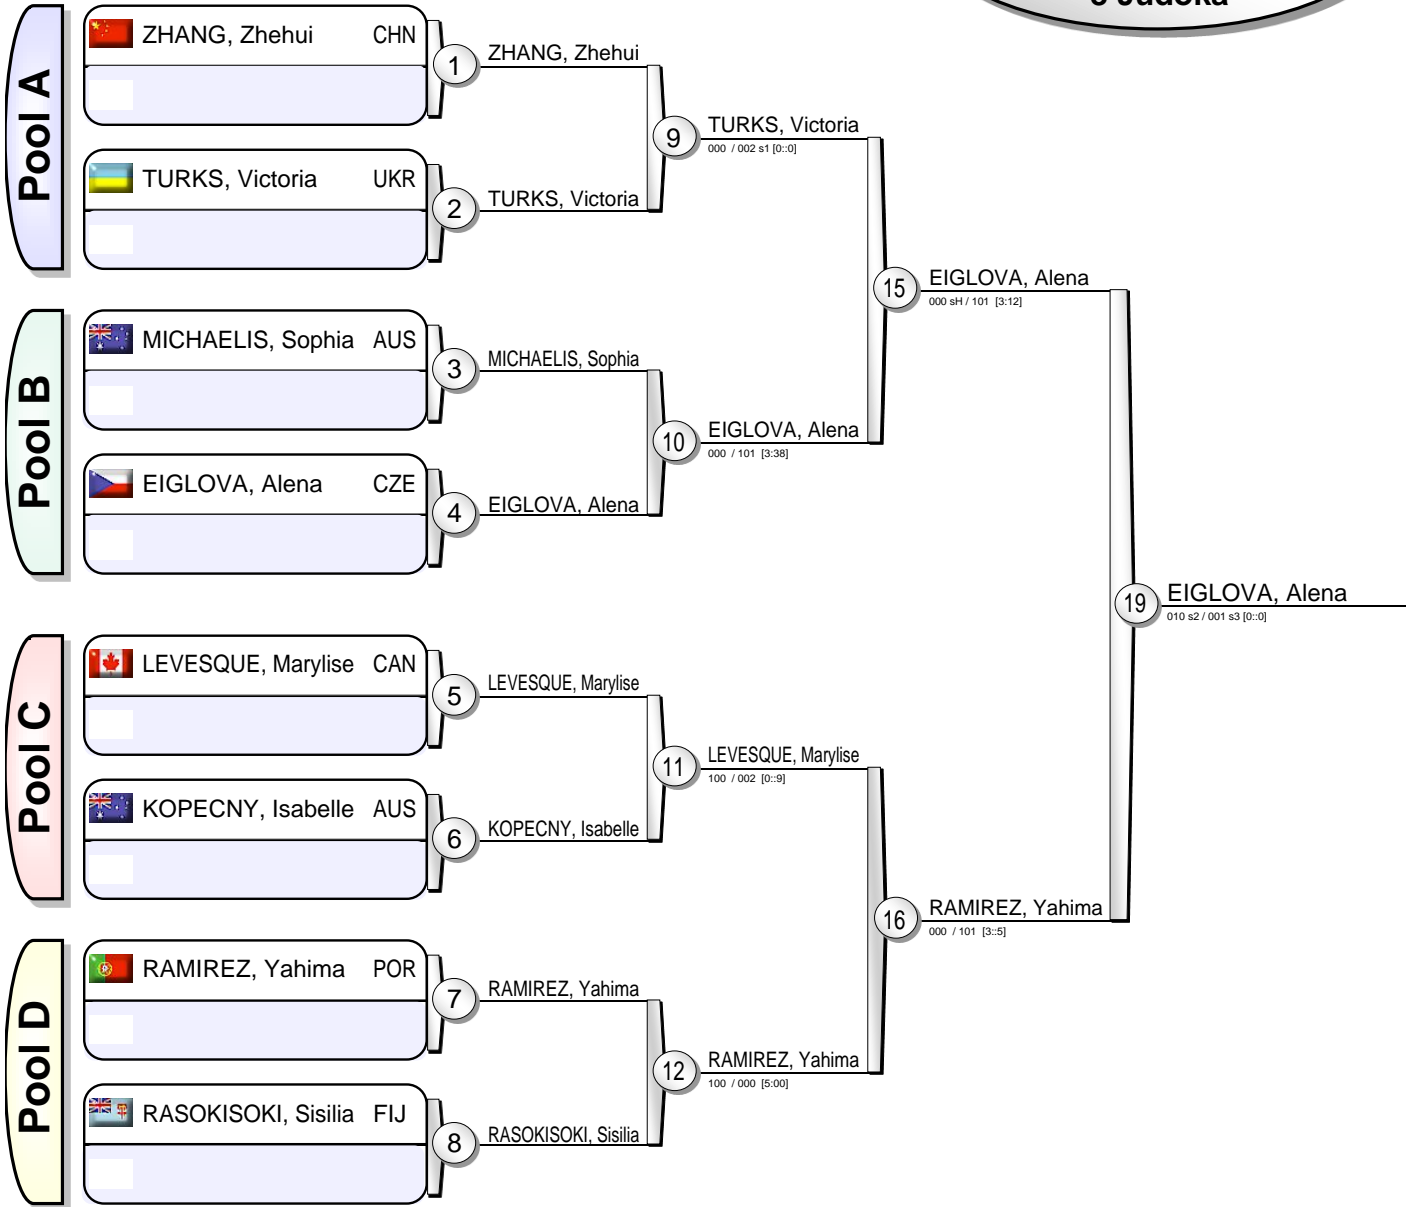 8 Judoka
Pool A
ZHANG, Zhehui CHN
1
ZHANG, Zhehui
TURKS, Victoria UKR
2
TURKS, Victoria
9
TURKS, Victoria
000 / 002 s1 [0::0]
Pool B
MICHAELIS, Sophia AUS
3
MICHAELIS, Sophia
EIGLOVA, Alena CZE
4
EIGLOVA, Alena
10
EIGLOVA, Alena
000 / 101 [3:38]
15
EIGLOVA, Alena
000 sH / 101 [3:12]
19
EIGLOVA, Alena
010 s2 / 001 s3 [0::0]
Pool C
LEVESQUE, Marylise CAN
5
LEVESQUE, Marylise
KOPECNY, Isabelle AUS
6
KOPECNY, Isabelle
11
LEVESQUE, Marylise
100 / 002 [0::9]
Pool D
RAMIREZ, Yahima POR
7
RAMIREZ, Yahima
RASOKISOKI, Sisilia FIJ
8
RASOKISOKI, Sisilia
12
RAMIREZ, Yahima
100 / 000 [5:00]
16
RAMIREZ, Yahima
000 / 101 [3::5]